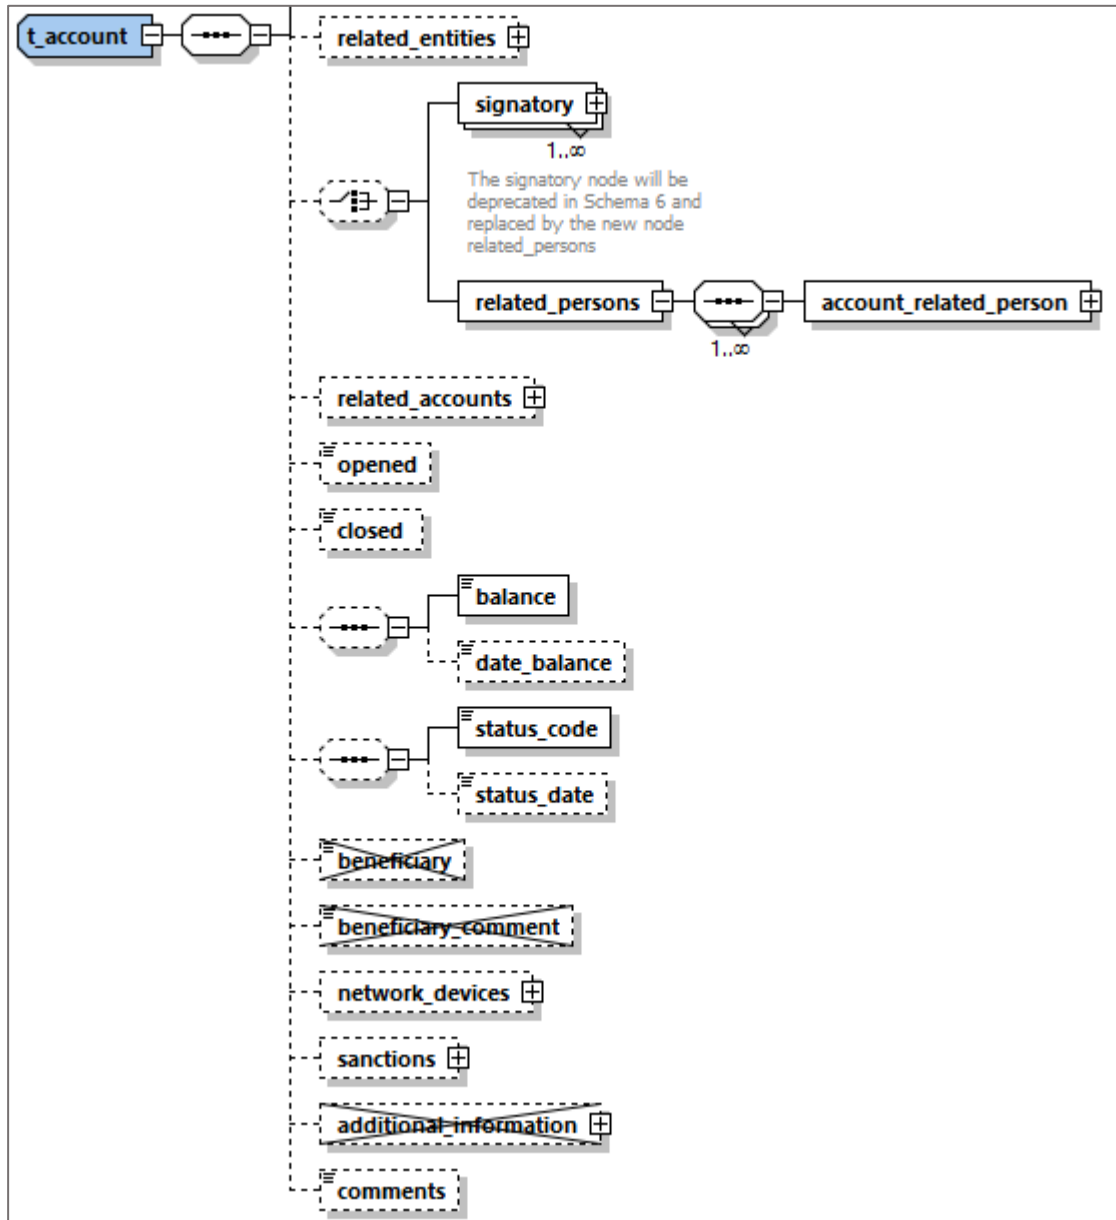 t_account
related_entities
signatory
1..∞
The signatory node will be
deprecated in Schema 6 and
replaced by the new node
related_persons
related_persons
account_related_person
1..∞
related_accounts
opened
closed
balance
date_balance
status_code
status_date
beneficiary
beneficiary_comment
network_devices
sanctions
additional_information
comments